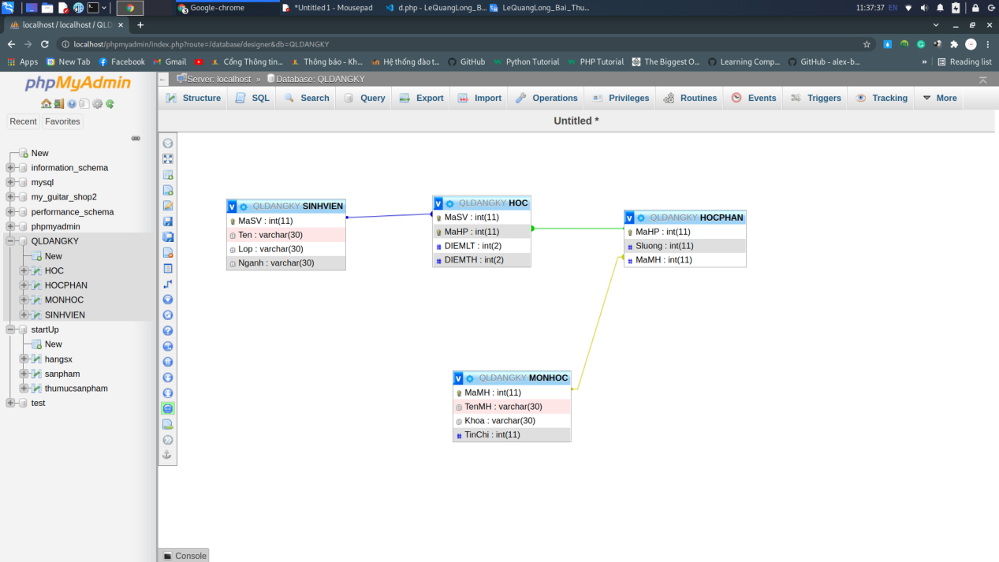 Google-chrome
*Untitled 1 - Mousepad
d.php - LeQuangLong_B...
LeQuangLong_Bai_Thu...
11:37:37 EN
localhost / localhost / QLD
localhost/phpmyadmin/index.php?route=/database/designer&db=QLDANGKY
Apps
New Tab
Facebook
Gmail
Cổng Thông tin...
Thông báo - Kh...
Hệ thống đào t...
GitHub
Python Tutorial
PHP Tutorial
The Biggest O...
Learning Comp...
GitHub - alex-b...
»
Reading list
phpMyAdmin
Recent
Favorites
New
information_schema
mysql
my_guitar_shop2
performance_schema
phpmyadmin
QLDANGKY
New
HOC
HOCPHAN
MONHOC
SINHVIEN
startUp
New
hangsx
sanpham
thumucsanpham
test
Server: localhost » Database: QLDANGKY
Structure
SQL
Search
Query
Export
Import
Operations
Privileges
Routines
Events
Triggers
Tracking
More
Untitled *
QLDANGKY SINHVIEN
MaSV : int(11)
Ten : varchar(30)
Lop : varchar(30)
Nganh : varchar(30)
QLDANGKY HOC
MaSV : int(11)
MaHP : int(11)
DIEMLT : int(2)
DIEMTH : int(2)
QLDANGKY HOCPHAN
MaHP : int(11)
Sluong : int(11)
MaMH : int(11)
QLDANGKY MONHOC
MaMH : int(11)
TenMH : varchar(30)
Khoa : varchar(30)
TinChi : int(11)
Console